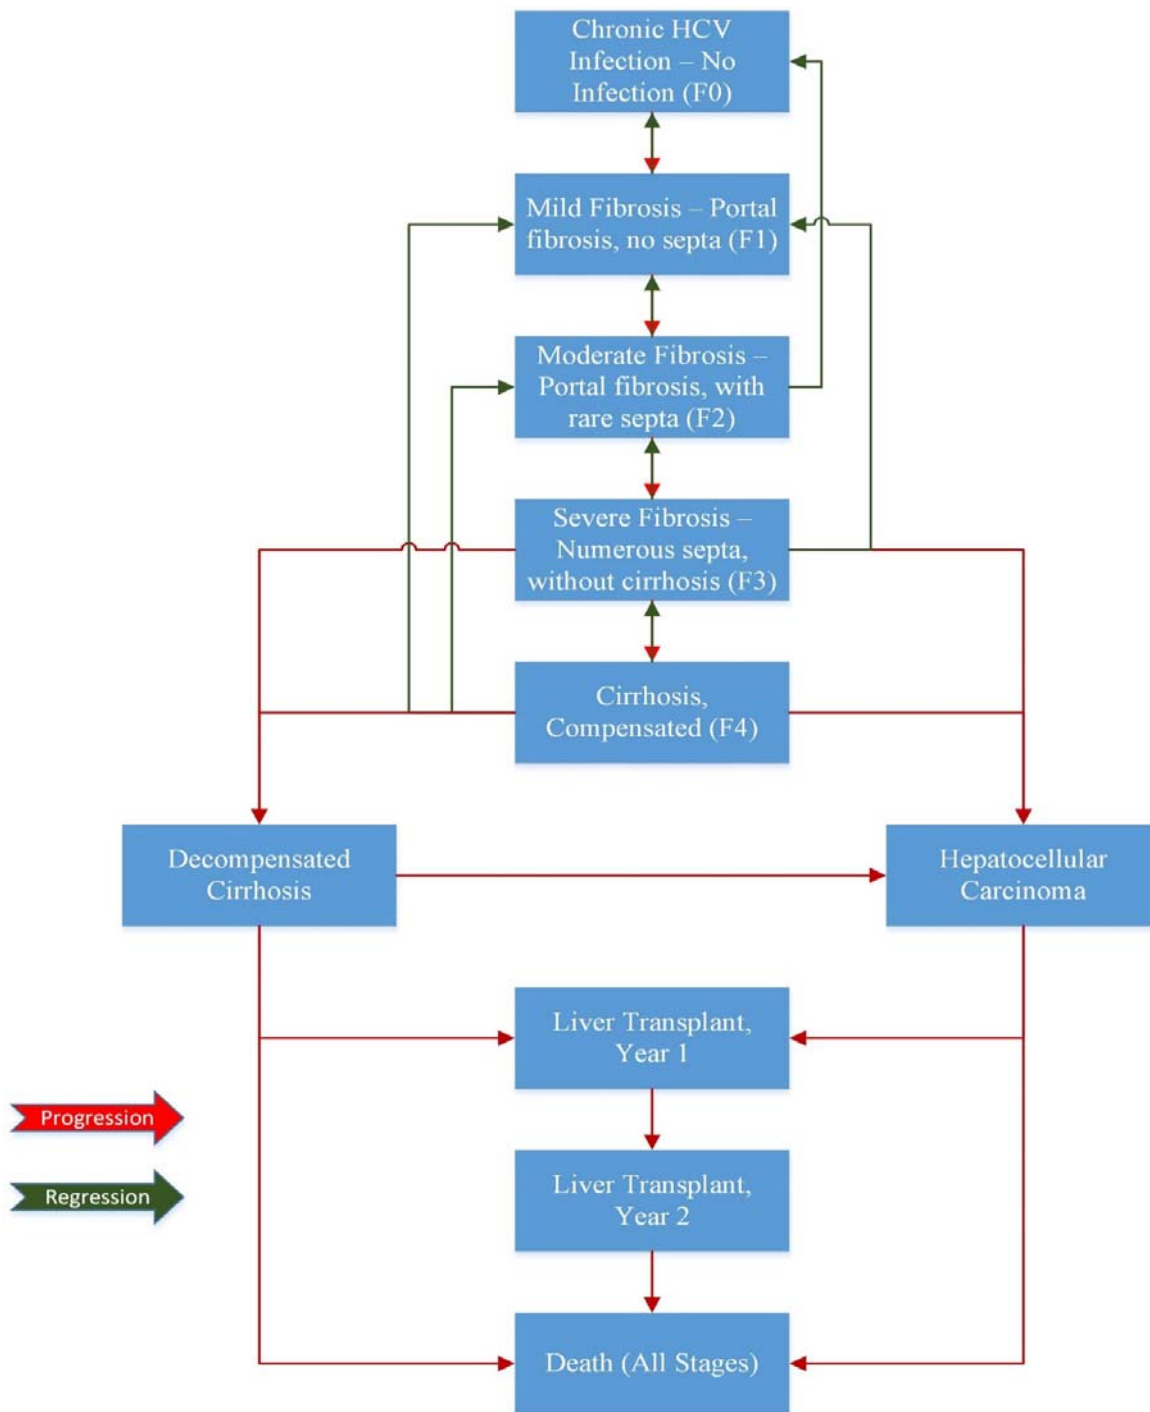 Chronic HCV
Infection – No
Infection (F0)
Mild Fibrosis – Portal
fibrosis, no septa (F1)
Moderate Fibrosis –
Portal fibrosis, with
rare septa (F2)
Severe Fibrosis –
Numerous septa,
without cirrhosis (F3)
Cirrhosis,
Compensated (F4)
Decompensated
Cirrhosis
Hepatocellular
Carcinoma
Liver Transplant,
Year 1
Progression
Liver Transplant,
Year 2
Regression
Death (All Stages)